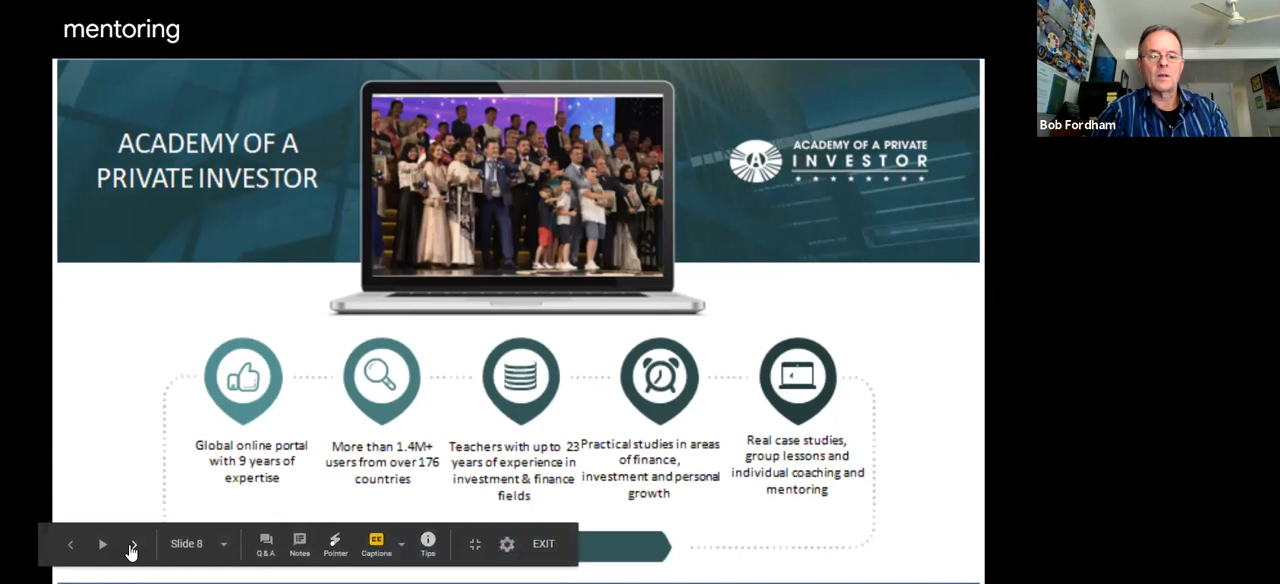 mentoring
Bob Fordham
ACADEMY OF A
PRIVATE INVESTOR
ACADEMY OF A PRIVATE
INVESTOR
Global online portal
with 9 years of
expertise
More than 1.4M+
users from over 176
countries
Teachers with up to 23
years of experience in
investment & finance
fields
Practical studies in areas
of finance,
investment and personal
growth
Real case studies,
group lessons and
individual coaching and
mentoring
Slide 8
Q & A
Notes
Pointer
CC
Captions
Tips
EXIT